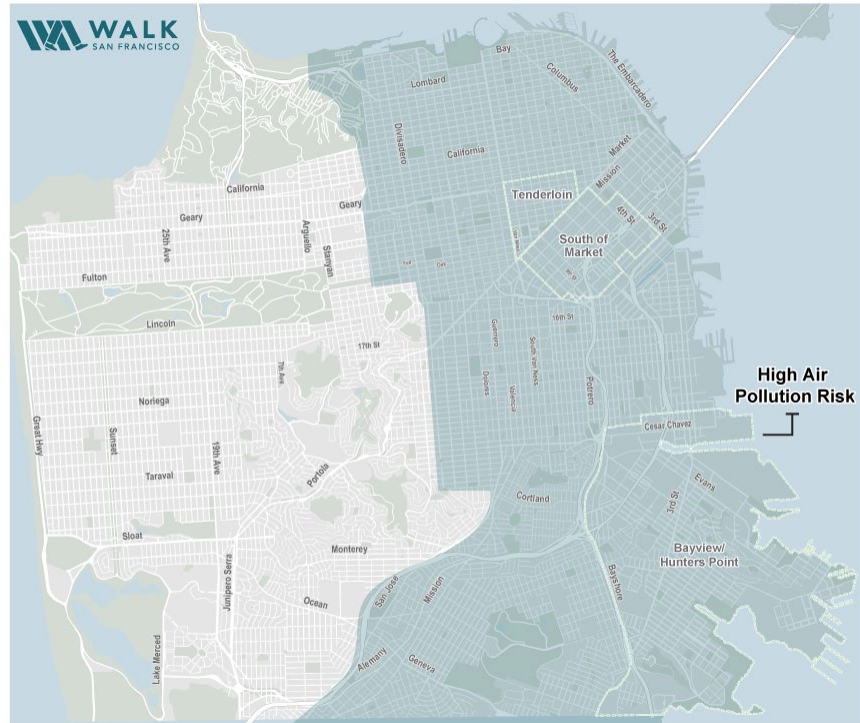 WALK
SAN FRANCISCO
Bay
Lombard
Columbus
The Embarcadero
Divisadero
California
Market
Mission
Tenderloin
4th St
3rd St
South of
Market
California
Geary
Geary
25th Ave
Arguello
Stanyan
Fulton
Fell
Oak
Lincoln
16th St
17th St
Guerrero
Dolores
Valencia
South Van Ness
Potrero
7th Ave
High Air
Pollution Risk
Noriega
Great Hwy
Sunset
19th Ave
Cesar Chavez
Taraval
Portola
Cortland
3rd St
Evans
Sloat
Monterey
Bayview/
Hunters Point
Junipero Serra
Ocean
San Jose
Mission
Bayshore
Lake Merced
Alemany
Geneva